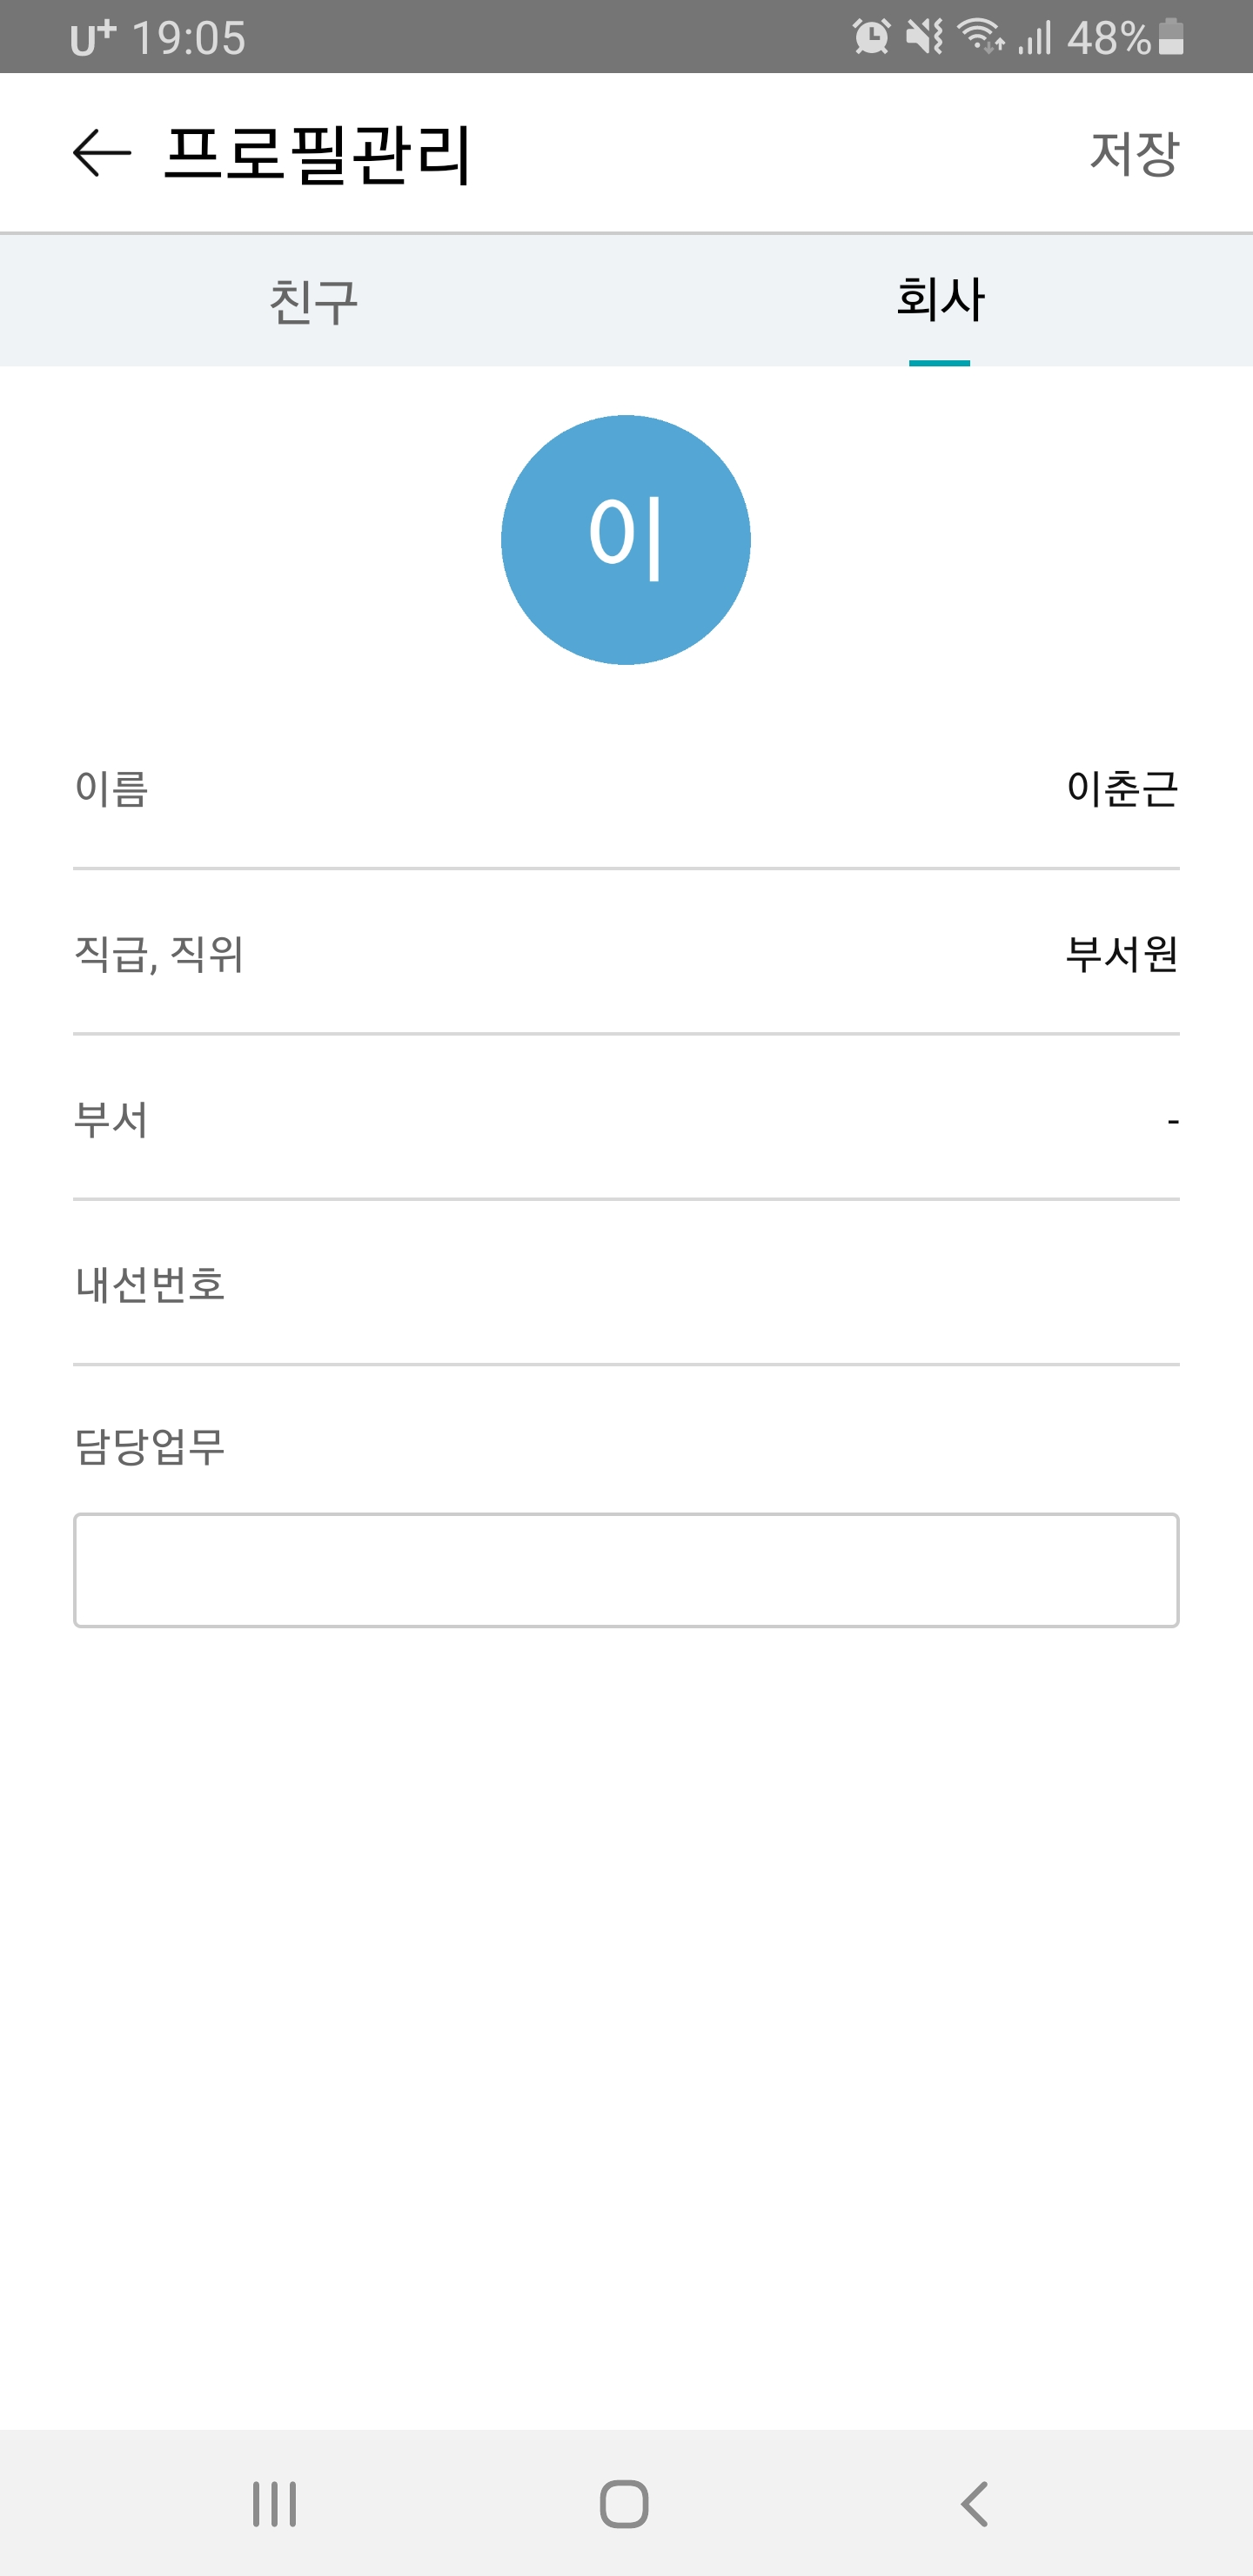 U+ 19:05 48%
프로필관리 저장
친구 회사
이
이름 이춘근
직급, 직위 부서원
부서 -
내선번호
담당업무